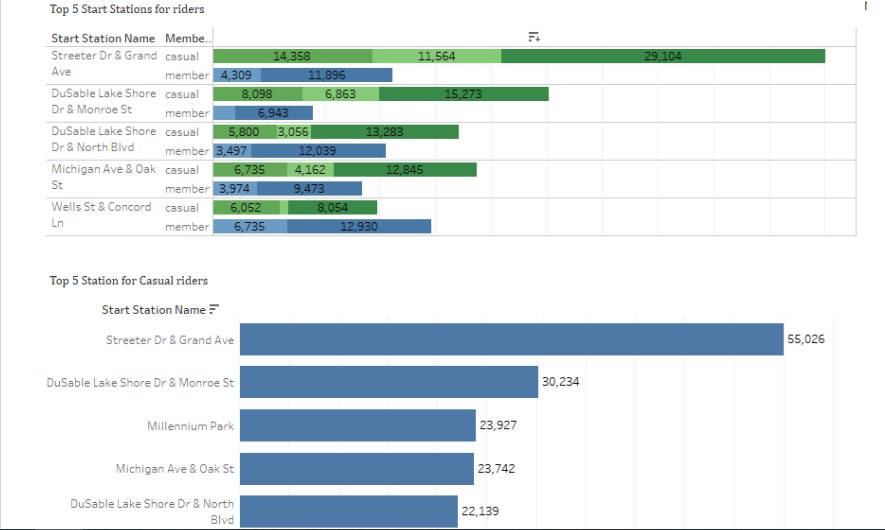 Top 5 Start Stations for riders
Start Station Name Membe..
Streeter Dr & Grand casual 14,358 11,564 29,104
Ave member 4,309 11,896
DuSable Lake Shore casual 8,098 6,863 15,273
Dr & Monroe St member 6,943
DuSable Lake Shore casual 5,800 3,056 13,283
Dr & North Blvd member 3,497 12,039
Michigan Ave & Oak casual 6,735 4,162 12,845
St member 3,974 9,473
Wells St & Concord casual 6,052 8,054
Ln member 6,735 12,930
Top 5 Station for Casual riders
Start Station Name
Streeter Dr & Grand Ave 55,026
DuSable Lake Shore Dr & Monroe St 30,234
Millennium Park 23,927
Michigan Ave & Oak St 23,742
DuSable Lake Shore Dr & North
Blvd 22,139